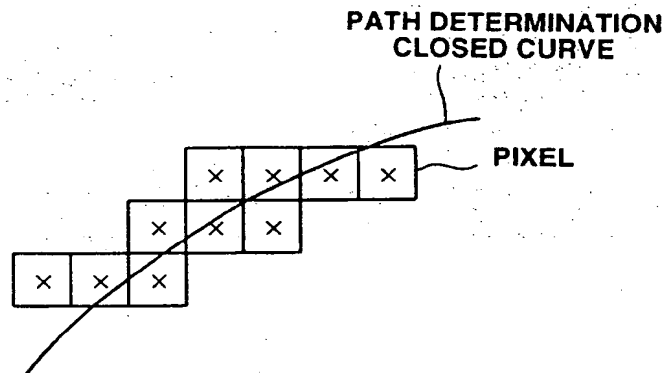 PATH DETERMINATION
CLOSED CURVE
PIXEL
× × × ×
× × ×
× × ×